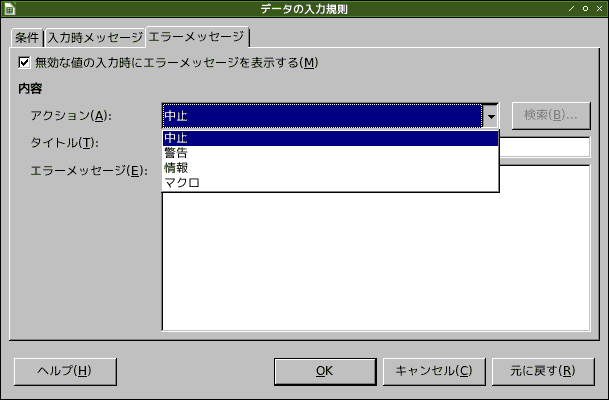 データの入力規則
条件 入力時メッセージ エラーメッセージ
無効な値の入力時にエラーメッセージを表示する(M)
内容
アクション(A): 中止 検索(B)...
中止
タイトル(T):
警告
情報
エラーメッセージ(E):
マクロ
ヘルプ(H) OK キャンセル(C) 元に戻す(R)